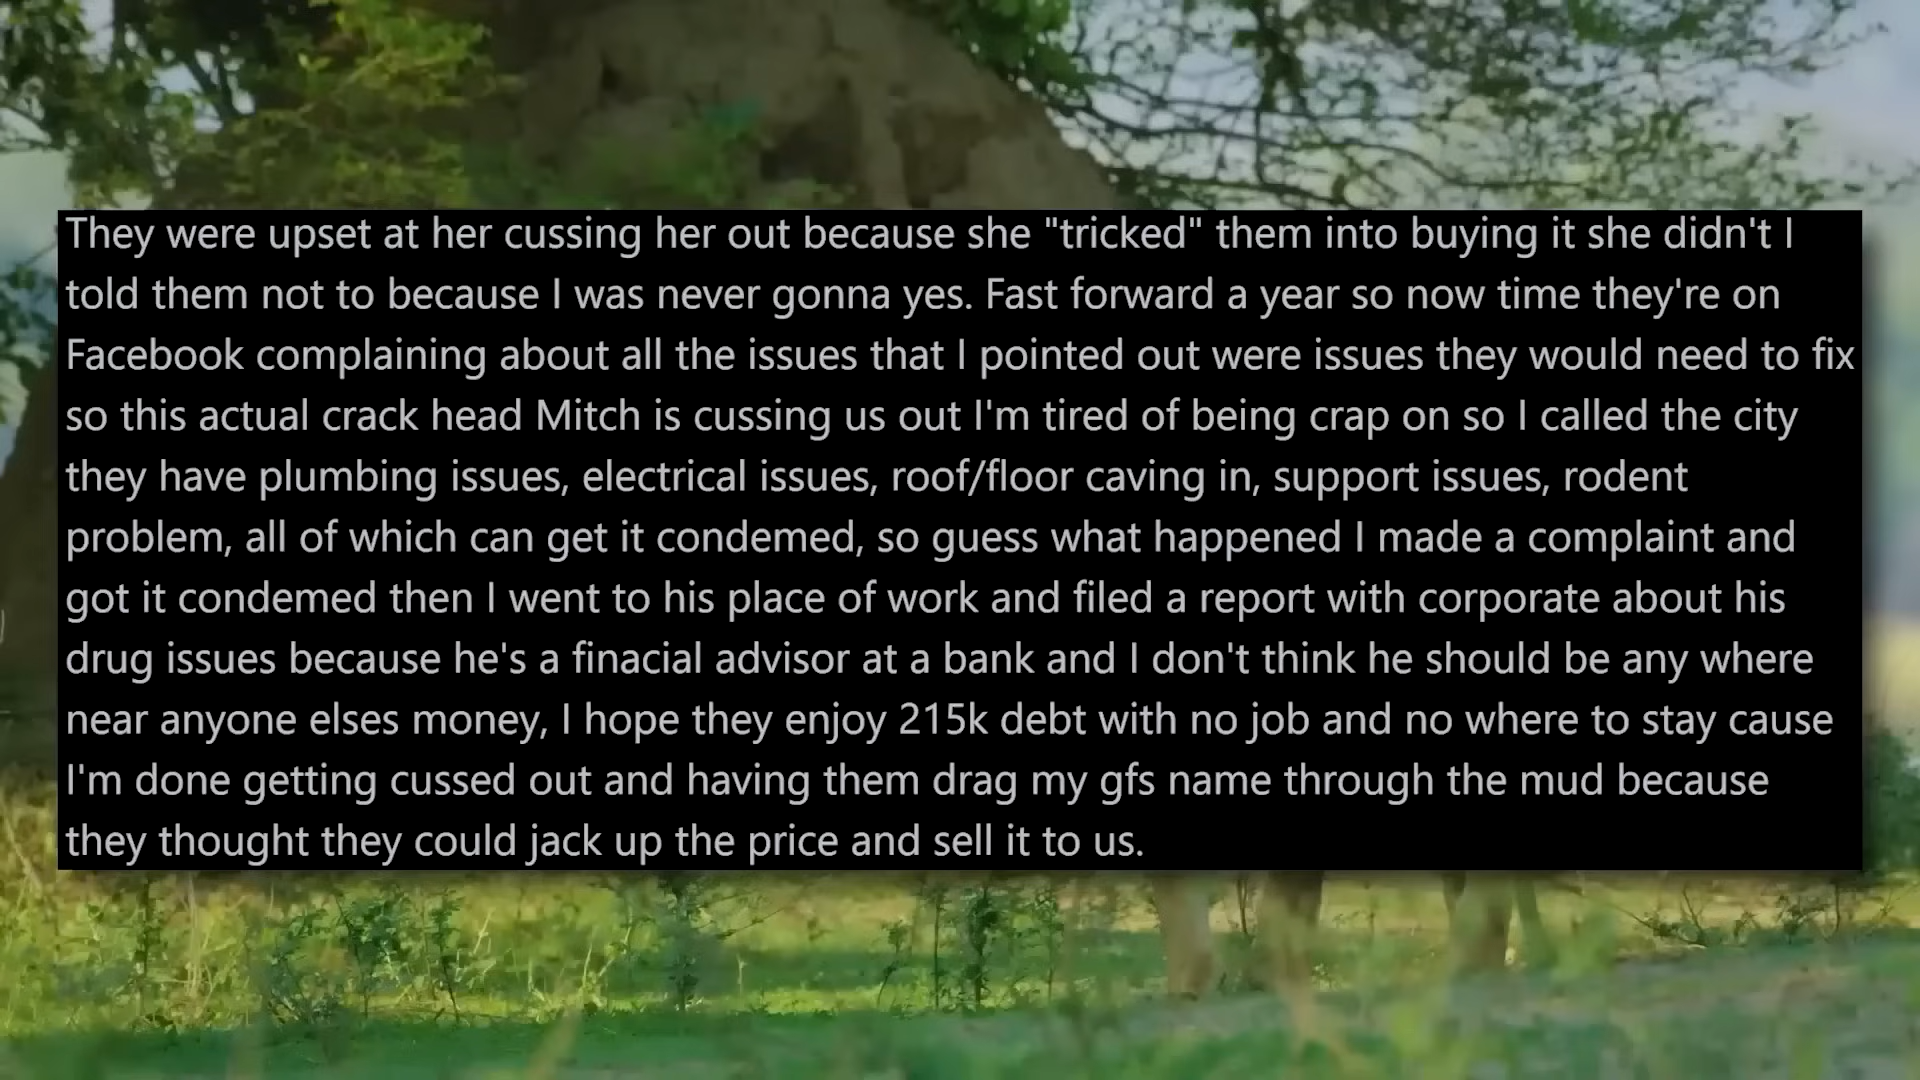 They were upset at her cussing her out because she "tricked" them into buying it she didn't I
told them not to because I was never gonna yes. Fast forward a year so now time they're on
Facebook complaining about all the issues that I pointed out were issues they would need to fix
so this actual crack head Mitch is cussing us out I'm tired of being crap on so I called the city
they have plumbing issues, electrical issues, roof/floor caving in, support issues, rodent
problem, all of which can get it condemed, so guess what happened I made a complaint and
got it condemed then I went to his place of work and filed a report with corporate about his
drug issues because he's a finacial advisor at a bank and I don't think he should be any where
near anyone elses money, I hope they enjoy 215k debt with no job and no where to stay cause
I'm done getting cussed out and having them drag my gfs name through the mud because
they thought they could jack up the price and sell it to us.